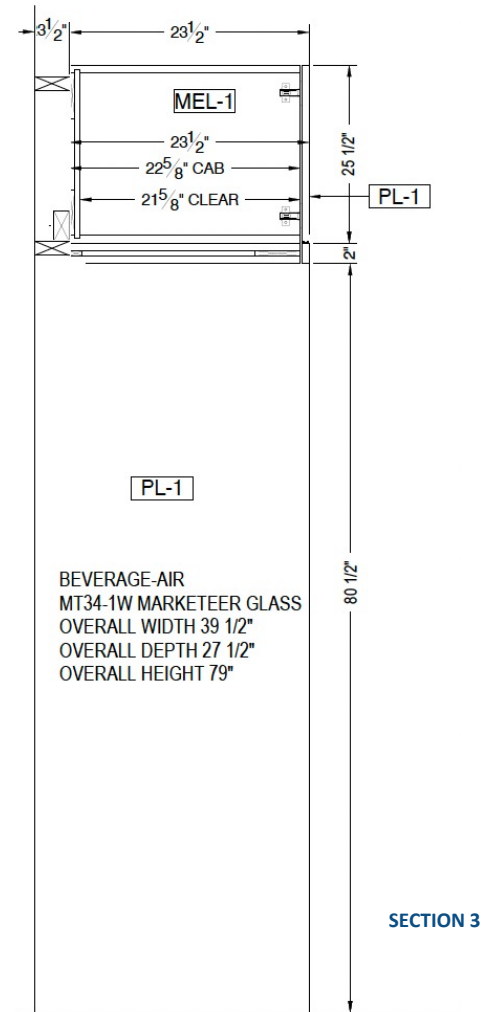 3 1/2"
23 1/2"
MEL-1
23 1/2"
22 5/8" CAB
21 5/8" CLEAR
25 1/2"
PL-1
2"
PL-1
80 1/2"
BEVERAGE-AIR
MT34-1W MARKETEER GLASS
OVERALL WIDTH 39 1/2"
OVERALL DEPTH 27 1/2"
OVERALL HEIGHT 79"
SECTION 3